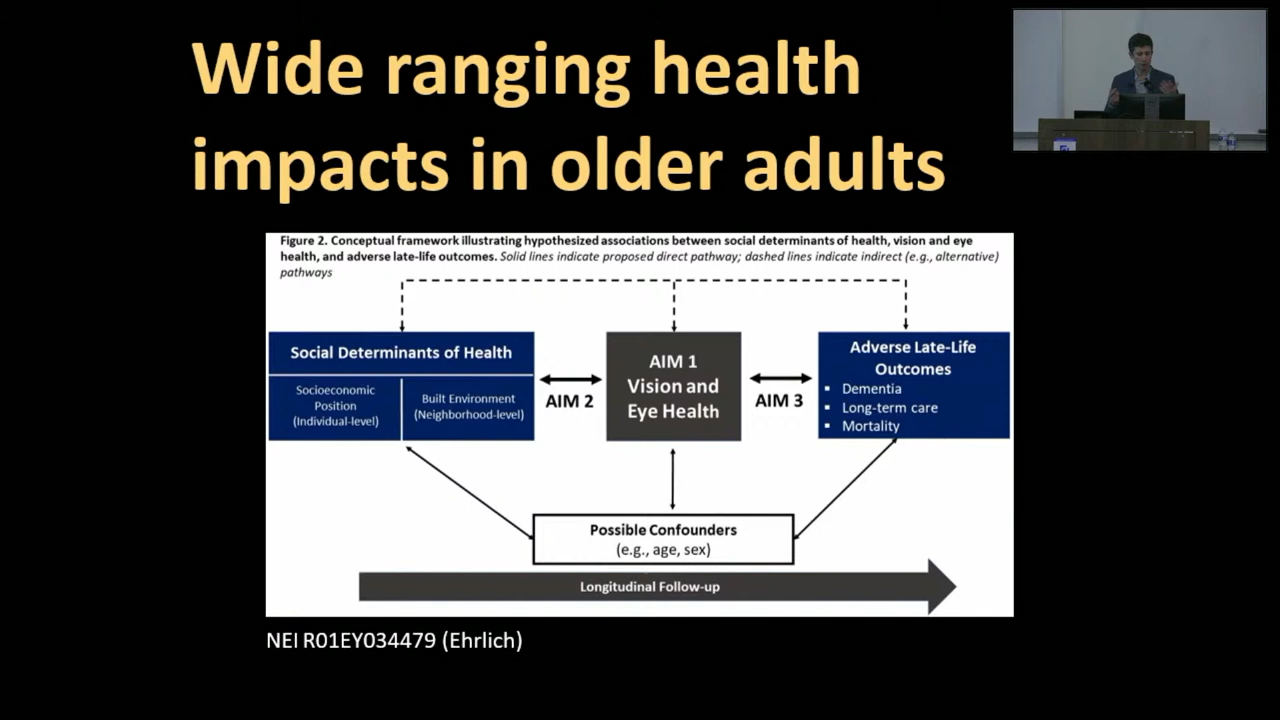 Wide ranging health
impacts in older adults
Figure 2. Conceptual framework illustrating hypothesized associations between social determinants of health, vision and eye
health, and adverse late-life outcomes. Solid lines indicate proposed direct pathway; dashed lines indicate indirect (e.g., alternative)
pathways
Social Determinants of Health
Socioeconomic
Position
(Individual-level)
Built Environment
(Neighborhood-level)
AIM 2
AIM 1
Vision and
Eye Health
AIM 3
Adverse Late-Life
Outcomes
▪ Dementia
▪ Long-term care
▪ Mortality
Possible Confounders
(e.g., age, sex)
Longitudinal Follow-up
NEI R01EY034479 (Ehrlich)